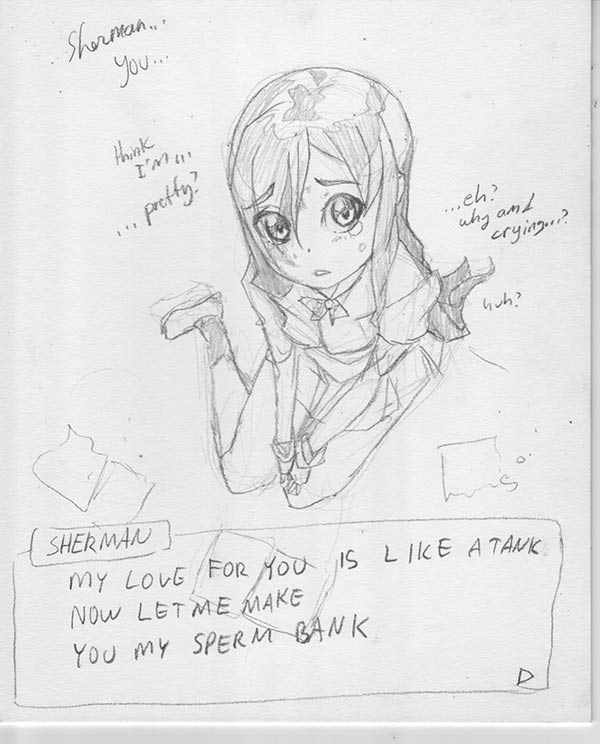 Sherman...
you...
think
I'm...
... pretty?
...eh?
why am I
crying...?
huh?
SHERMAN
MY LOVE FOR YOU IS LIKE A TANK
NOW LET ME MAKE
YOU MY SPERM BANK